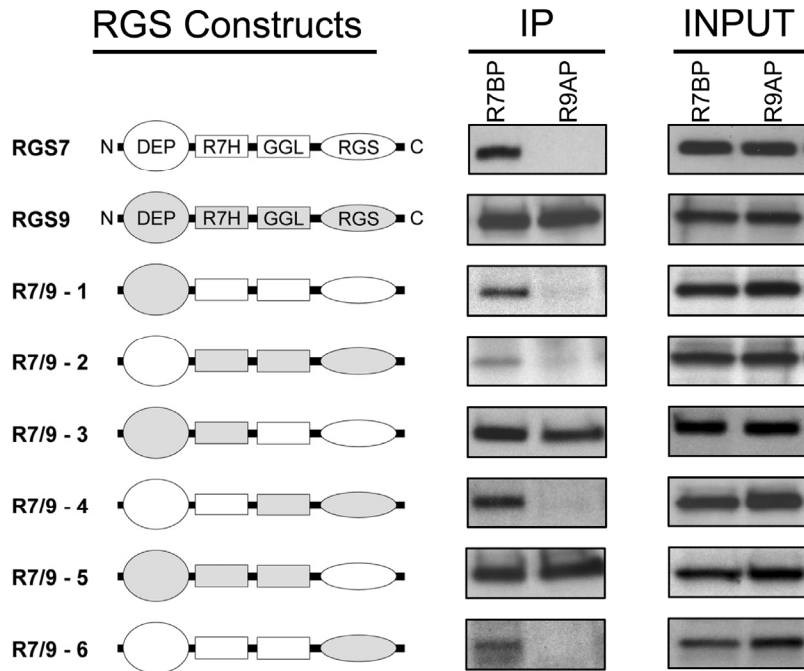 RGS Constructs IP INPUT
R7BP R9AP R7BP R9AP
RGS7 N DEP R7H GGL RGS C
RGS9 N DEP R7H GGL RGS C
R7/9 - 1
R7/9 - 2
R7/9 - 3
R7/9 - 4
R7/9 - 5
R7/9 - 6